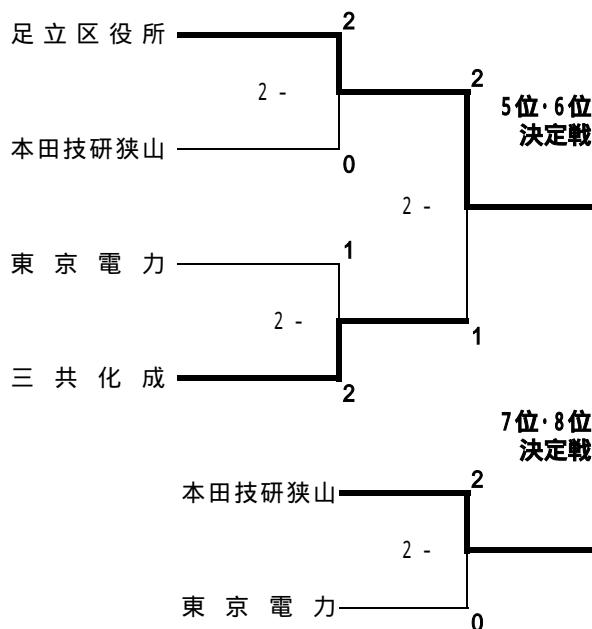 足立区役所
2
2 -
2
本田技研狭山
0
5位·6位
決定戦
2 -
東京電力
1
2 -
1
三共化成
2
7位·8位
決定戦
本田技研狭山
2
2 -
東京電力
0